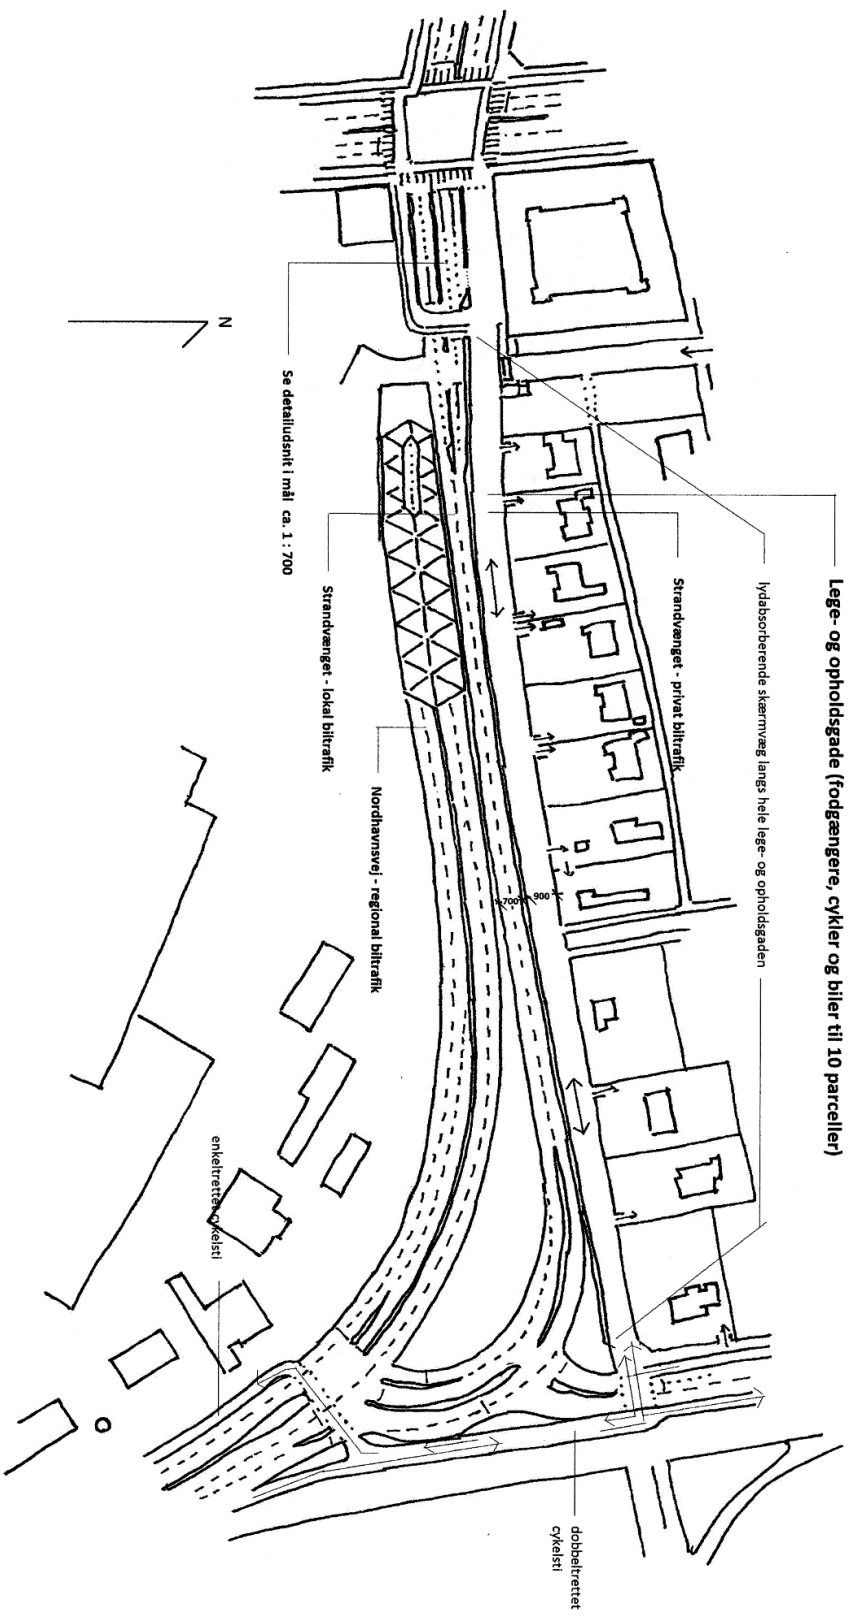 Lege- og opholdsgade (fodgængere, cykler og biler til 10 parceller)
lydabsorberende skærmvæg langs hele lege- og opholdsgaden
Strandvænget - privat biltrafik
N
Se detailudsnit i mål ca. 1 : 700
Strandvænget - lokal biltrafik
Nordhavnsvej - regional biltrafik
700
900
enkeltrettet cykelsti
dobbeltrettet
cykelsti